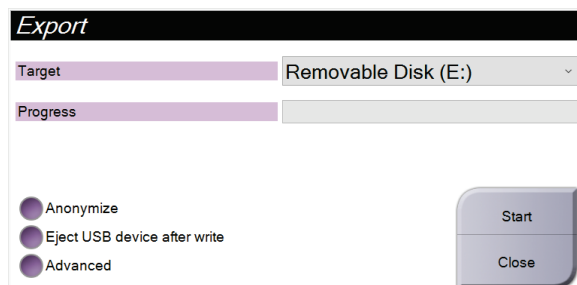 Export
Target
Removable Disk (E:)
Progress
Anonymize
Eject USB device after write
Advanced
Start
Close